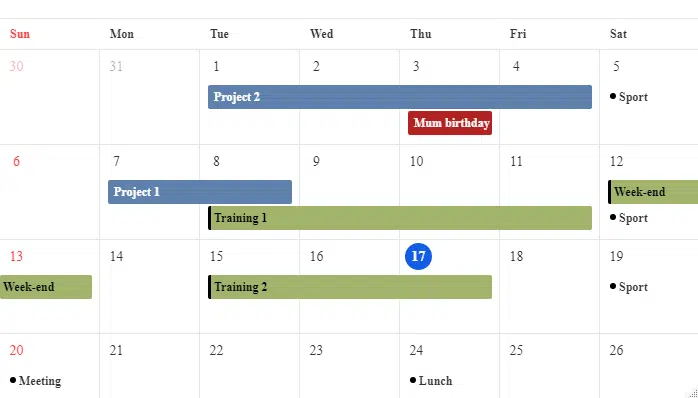 Sun Mon Tue Wed Thu Fri Sat
30 31 1 2 3 4 5
Project 2 Sport
Mum birthday
6 7 8 9 10 11 12
Project 1 Week-end
Training 1 Sport
13 14 15 16 17 18 19
Week-end Training 2 Sport
20 21 22 23 24 25 26
Meeting Lunch